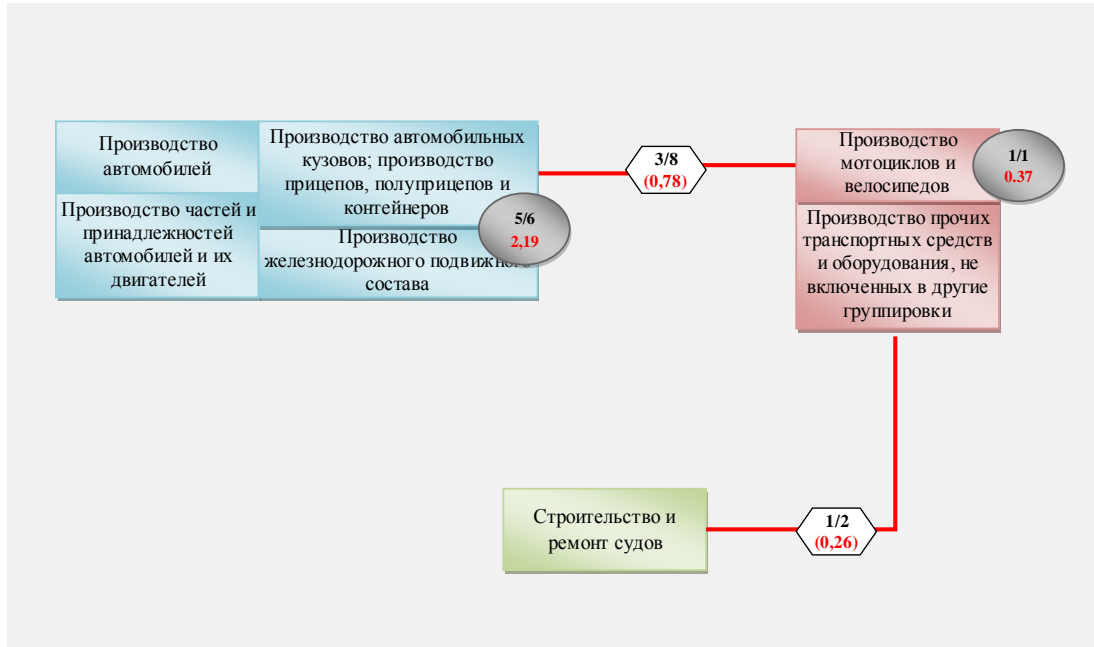 Производство
автомобилей
Производство автомобильных
кузовов; производство
прицепов, полуприцепов и
контейнеров
Производство частей и
принадлежностей
автомобилей и их
двигателей
Производство
железнодорожного подвижного
состава
5/6
2,19
3/8
(0,78)
Производство
мотоциклов и
велосипедов
1/1
0.37
Производство прочих
транспортных средств
и оборудования, не
включенных в другие
группировки
Строительство и
ремонт судов
1/2
(0,26)